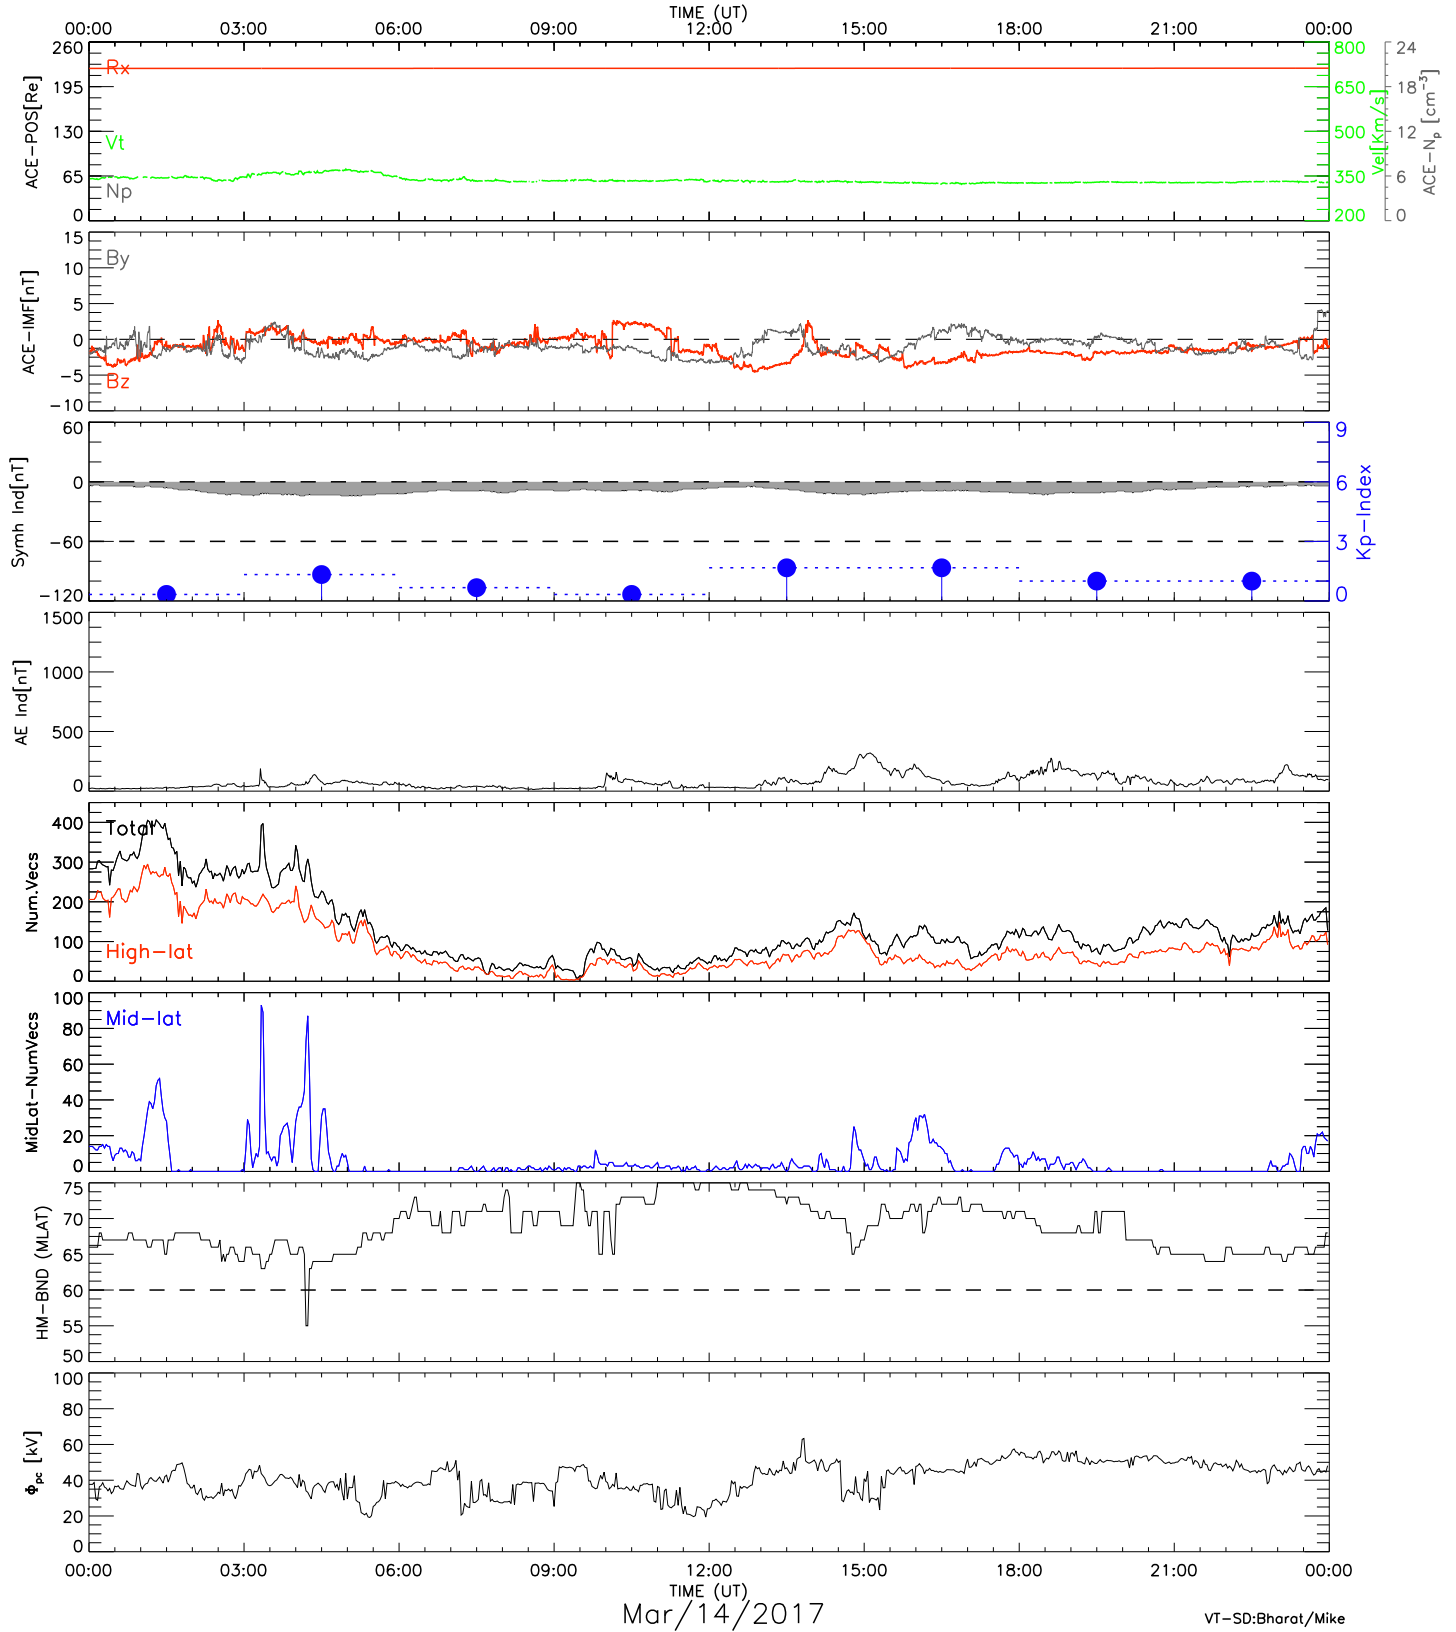 TIME (UT)
00:00 03:00 06:00 09:00 12:00 15:00 18:00 21:00 00:00
260 195 130 65 0
ACE-POS[Re]
Rx
Vt
Np
800 650 500 350 200
Vel[Km/s]
24 18 12 6 0
ACE-Np [cm-3]
15 10 5 0 -5 -10
ACE-IMF[nT]
By
Bz
60 0 -60 -120
Symh Ind[nT]
9 6 3 0
Kp-Index
1500 1000 500 0
AE Ind[nT]
400 300 200 100 0
Num.Vecs
Total
High-lat
100 80 60 40 20 0
MidLat-NumVecs
Mid-lat
75 70 65 60 55 50
HM-BND (MLAT)
100 80 60 40 20 0
Φpc [kV]
00:00 03:00 06:00 09:00 12:00 15:00 18:00 21:00 00:00
TIME (UT)
Mar/14/2017
VT-SD:Bharat/Mike